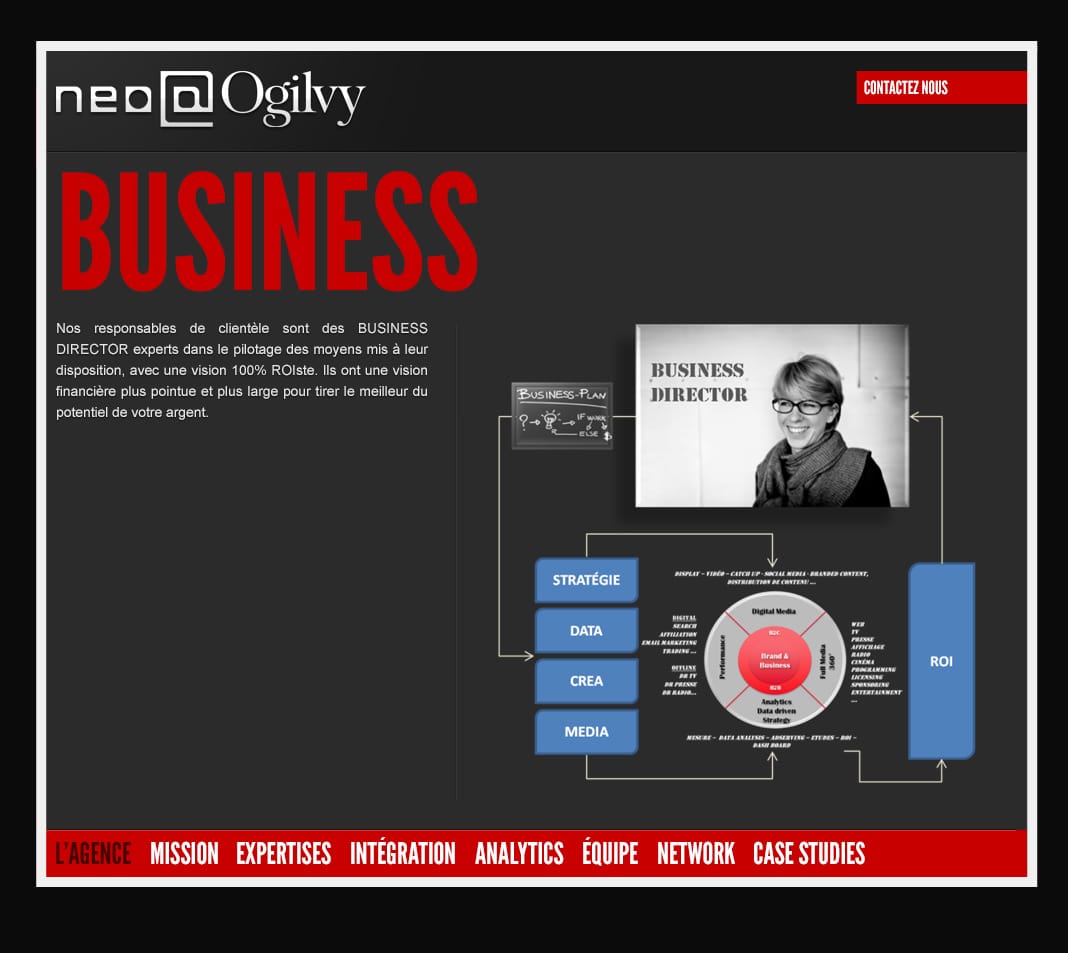 neo@Ogilvy
CONTACTEZ NOUS
BUSINESS
Nos responsables de clientèle sont des BUSINESS
DIRECTOR experts dans le pilotage des moyens mis à leur
disposition, avec une vision 100% ROIste. Ils ont une vision
financière plus pointue et plus large pour tirer le meilleur du
potentiel de votre argent.
BUSINESS
DIRECTOR
BUSINESS-PLAN
? IF WORK
ELSE $
STRATÉGIE
DATA
CREA
MEDIA
DISPLAY – VIDÉO – CATCH UP - SOCIAL MEDIA - BRANDED CONTENT,
DISTRIBUTION DE CONTENU ...
DIGITAL
SEARCH
AFFILIATION
EMAIL MARKETING
TRADING ...
OFFLINE
DR TV
DR PRESSE
DR RADIO...
Digital Media
Performance
B2C
Brand &
Business
B2B
Full Media
360°
Analytics
Data driven
Strategy
WEB
TV
PRESSE
AFFICHAGE
RADIO
CINÉMA
PROGRAMMING
LICENSING
SPONSORING
ENTERTAINMENT
...
MESURE – DATA ANALYSIS – ADSERVING – ETUDES – ROI –
DASH BOARD
ROI
L'AGENCE MISSION EXPERTISES INTÉGRATION ANALYTICS ÉQUIPE NETWORK CASE STUDIES